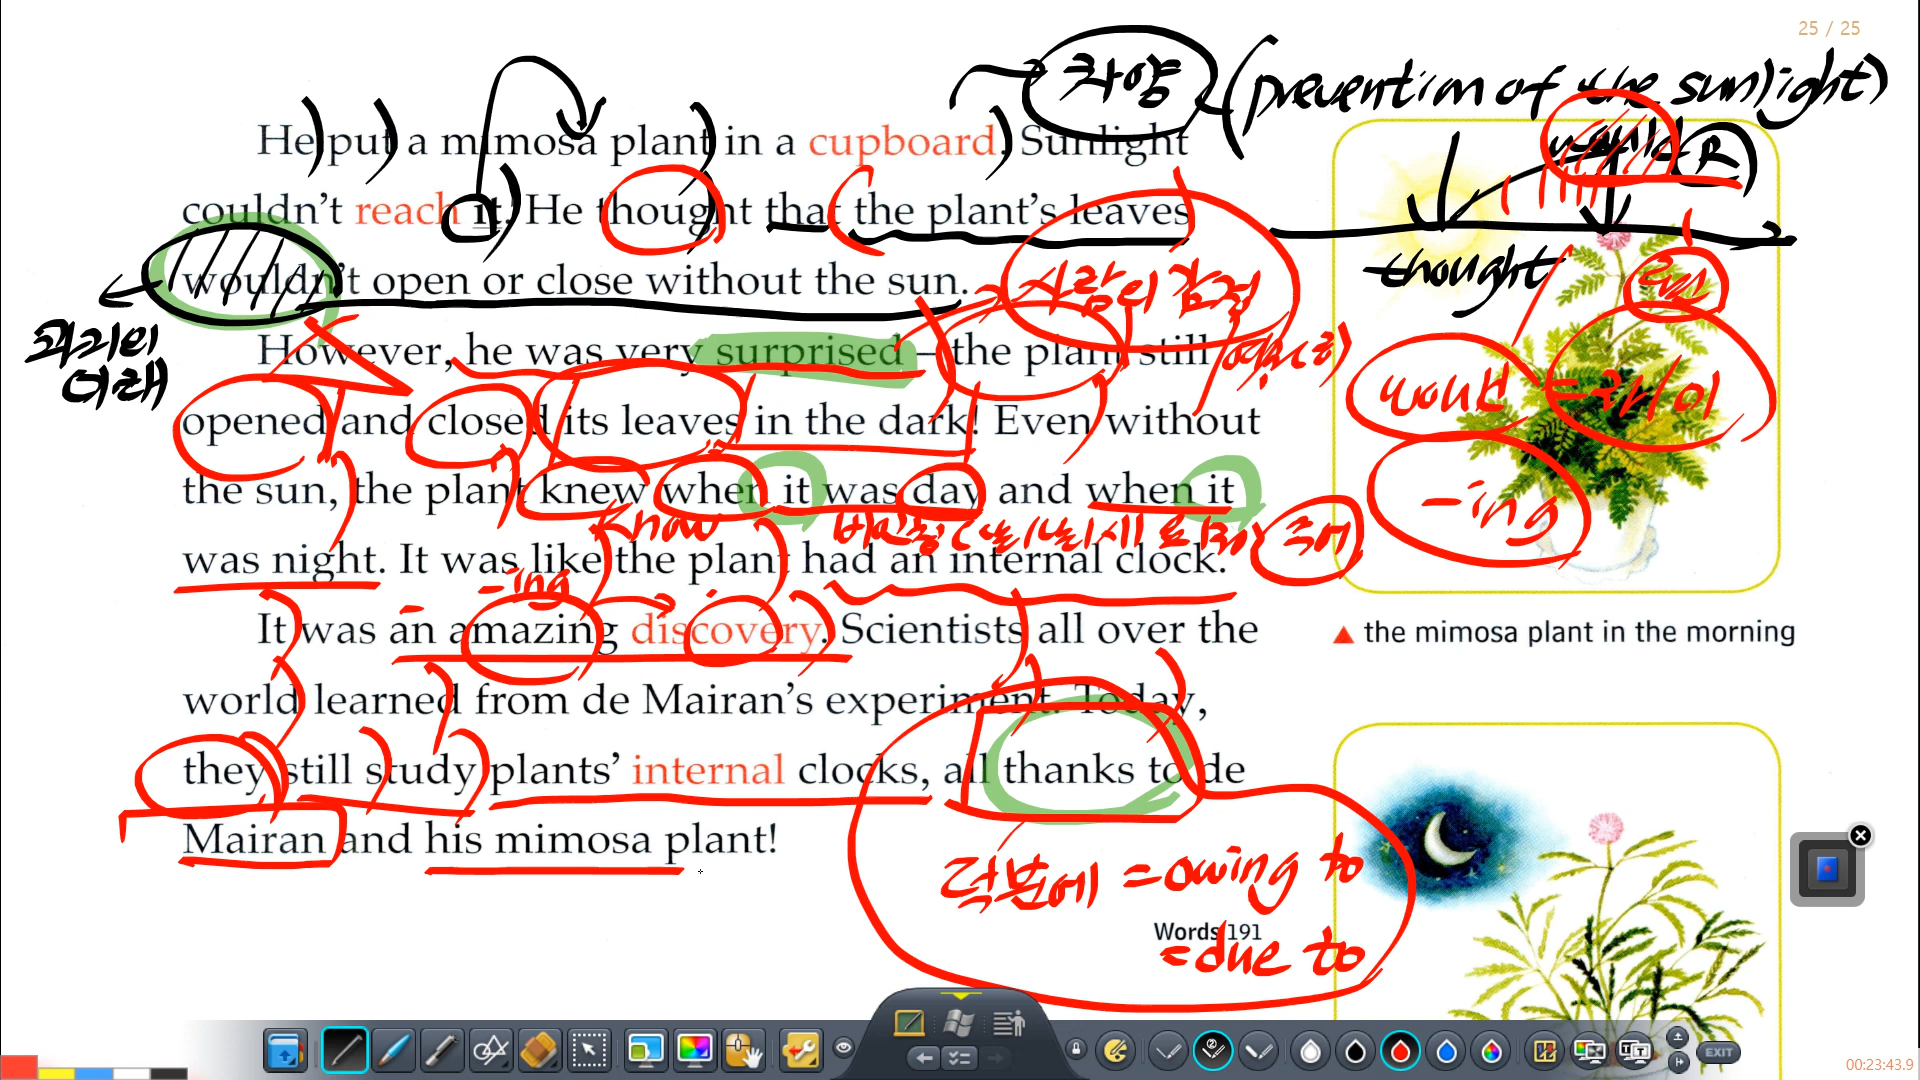 25 / 25
차양 (prevention of the sunlight)
He put a mimosa plant in a cupboard. Sunlight
would R
couldn't reach it. He thought that the plant's leaves
wouldn't open or close without the sun.
thought
사람의 감정
과거의
미래
However, he was very surprised – the plant still
would
opened and closed its leaves in the dark! Even without
the sun, the plant knew when it was day and when it
-ing
know
주어
was night. It was like the plant had an internal clock.
-ing
It was an amazing discovery. Scientists all over the
▲ the mimosa plant in the morning
world learned from de Mairan's experiment. Today,
they still study plants' internal clocks, all thanks to de
Mairan and his mimosa plant!
덕분에 = owing to
Words 191
= due to
EXIT
00:23:43.9